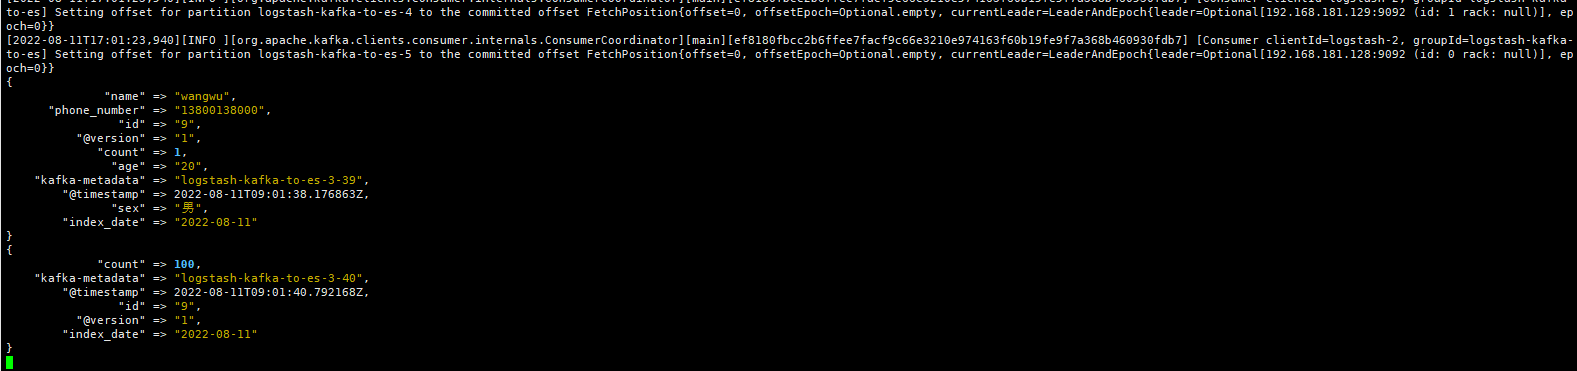 to-es] Setting offset for partition logstash-kafka-to-es-4 to the committed offset FetchPosition{offset=0, offsetEpoch=Optional.empty, currentLeader=LeaderAndEpoch{leader=Optional[192.168.181.129:9092 (id: 1 rack: null)], ep
och=0}}
[2022-08-11T17:01:23,940][INFO ][org.apache.kafka.clients.consumer.internals.ConsumerCoordinator][main][ef8180fbcc2b6ffee7facf9c66e3210e974163f60b19fe9f7a368b460930fdb7] [Consumer clientId=logstash-2, groupId=logstash-kafka-
to-es] Setting offset for partition logstash-kafka-to-es-5 to the committed offset FetchPosition{offset=0, offsetEpoch=Optional.empty, currentLeader=LeaderAndEpoch{leader=Optional[192.168.181.128:9092 (id: 0 rack: null)], ep
och=0}}
{
"name" => "wangwu",
"phone_number" => "13800138000",
"id" => "9",
"@version" => "1",
"count" => 1,
"age" => "20",
"kafka-metadata" => "logstash-kafka-to-es-3-39",
"@timestamp" => 2022-08-11T09:01:38.176863Z,
"sex" => "男",
"index_date" => "2022-08-11"
}
{
"count" => 100,
"kafka-metadata" => "logstash-kafka-to-es-3-40",
"@timestamp" => 2022-08-11T09:01:40.792168Z,
"id" => "9",
"@version" => "1",
"index_date" => "2022-08-11"
}